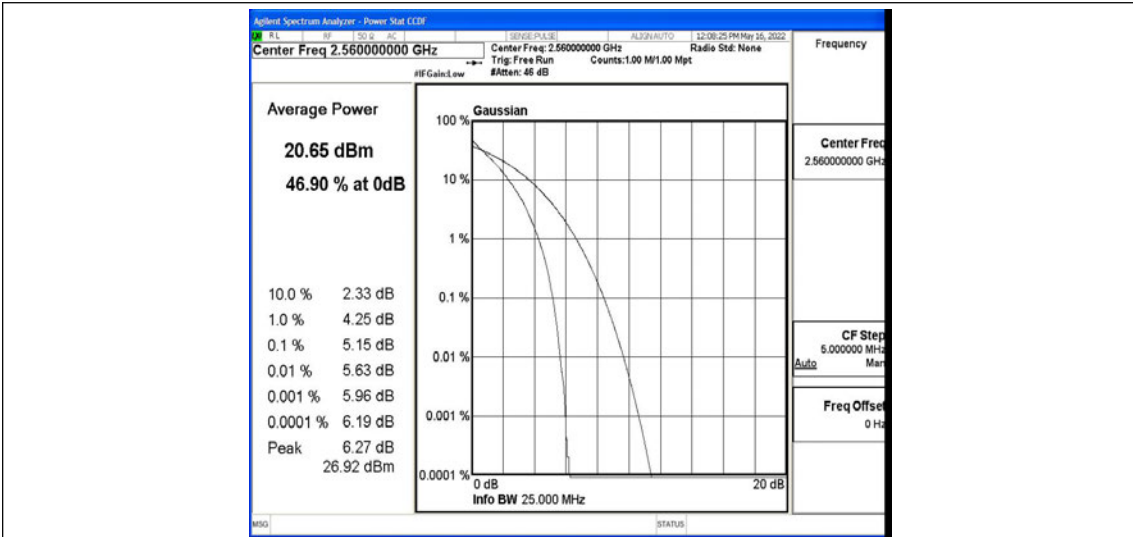 Agilent Spectrum Analyzer - Power Stat CCDF
RL RF 50 Ω AC SENSE:PULSE ALIGNAUTO 12:08:25 PM May 16, 2022
Center Freq 2.560000000 GHz
Center Freq: 2.560000000 GHz Radio Std: None
Trig: Free Run Counts:1.00 M/1.00 Mpt
#IFGain:Low #Atten: 46 dB
Frequency
Average Power
20.65 dBm
46.90 % at 0dB
10.0 % 2.33 dB
1.0 % 4.25 dB
0.1 % 5.15 dB
0.01 % 5.63 dB
0.001 % 5.96 dB
0.0001 % 6.19 dB
Peak 6.27 dB
26.92 dBm
Gaussian
100 %
10 %
1 %
0.1 %
0.01 %
0.001 %
0.0001 %
0 dB 20 dB
Info BW 25.000 MHz
Center Freq
2.560000000 GHz
CF Step
5.000000 MHz
Auto Man
Freq Offset
0 Hz
MSG STATUS